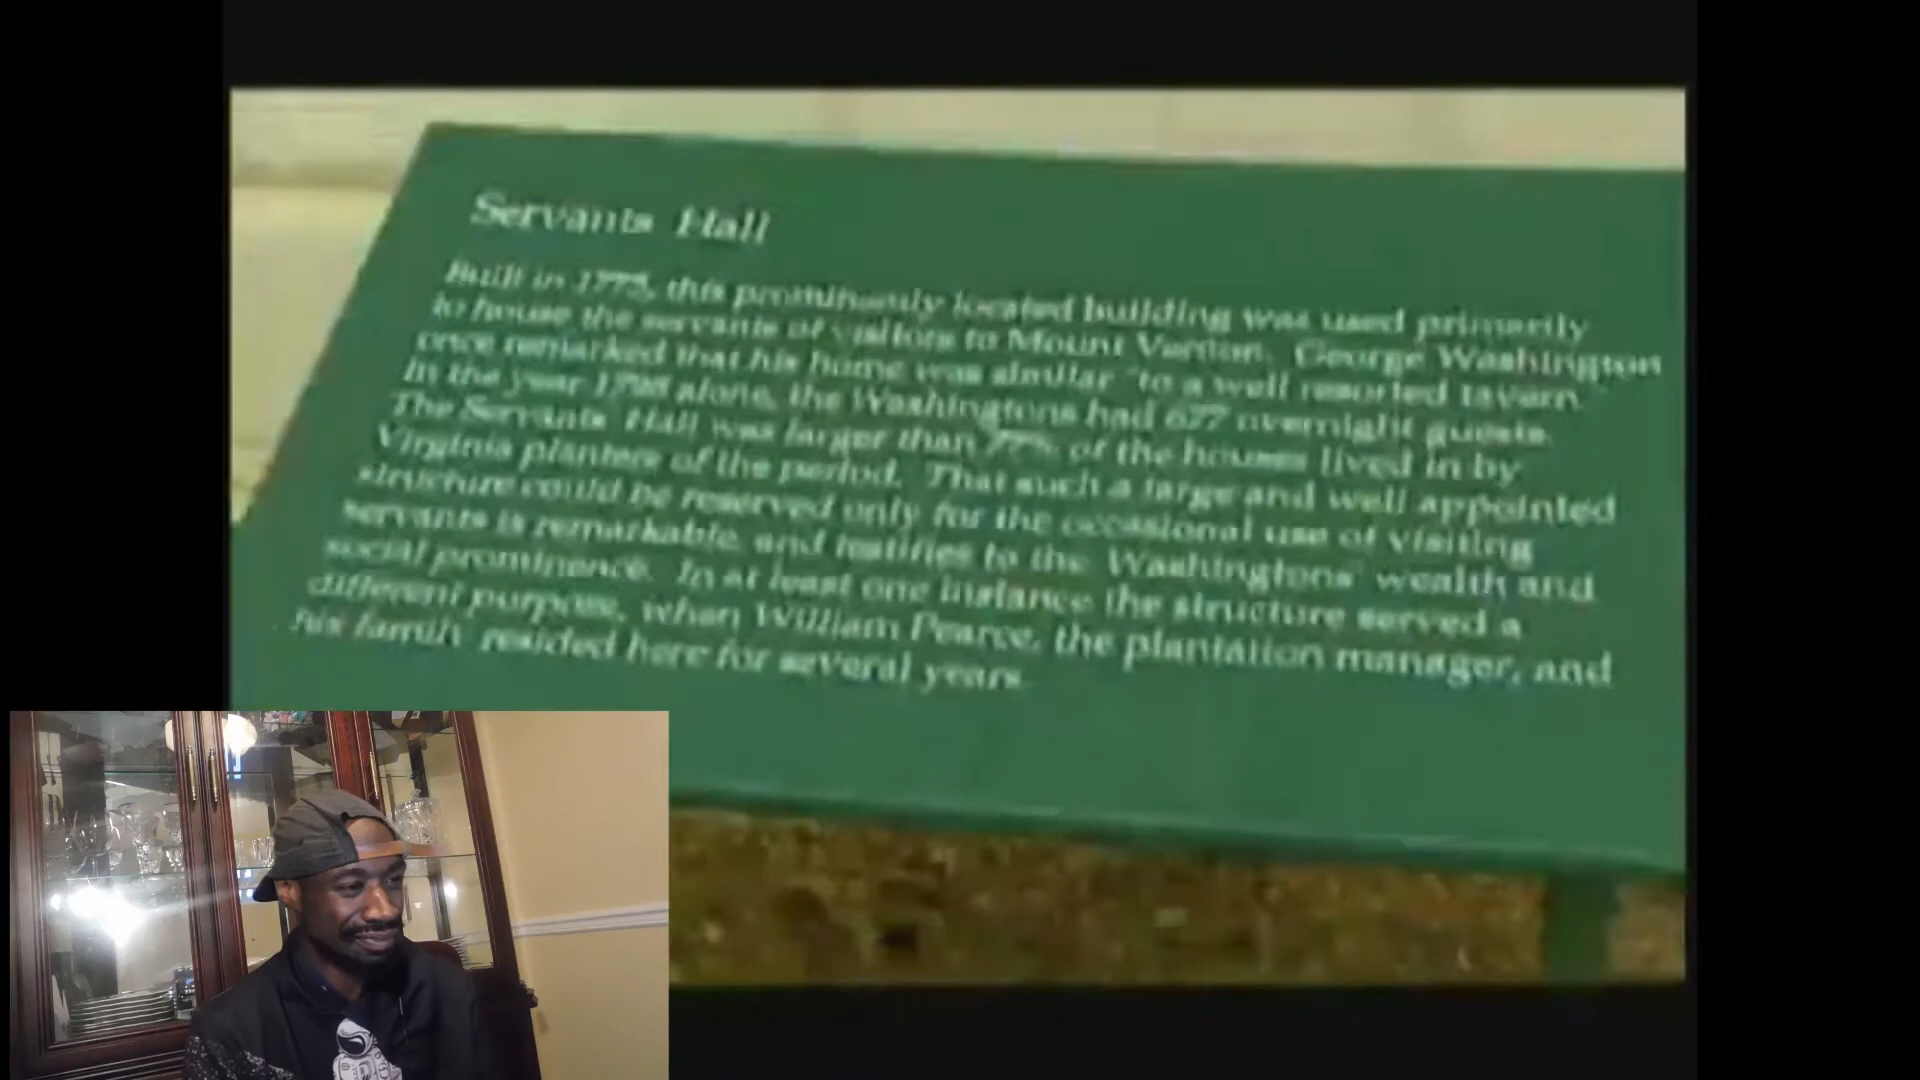 Servants Hall
Built in 1775, this prominantly located building was used primarily
to house the servants of visitors to Mount Vernon. George Washington
once remarked that his home was similar "to a well resorted tavern."
In the year 1798 alone, the Washingtons had 677 overnight guests.
The Servants Hall was larger than of the houses lived in by
Virginia planters of the period. That such a large and well appointed
structure could be reserved only for the occassional use of visiting
servants is remarkable, and testifies to the Washingtons' wealth and
social prominence. In at least one instance the structure served a
different purpose, when William Pearce, the plantation manager, and
his family resided here for several years.